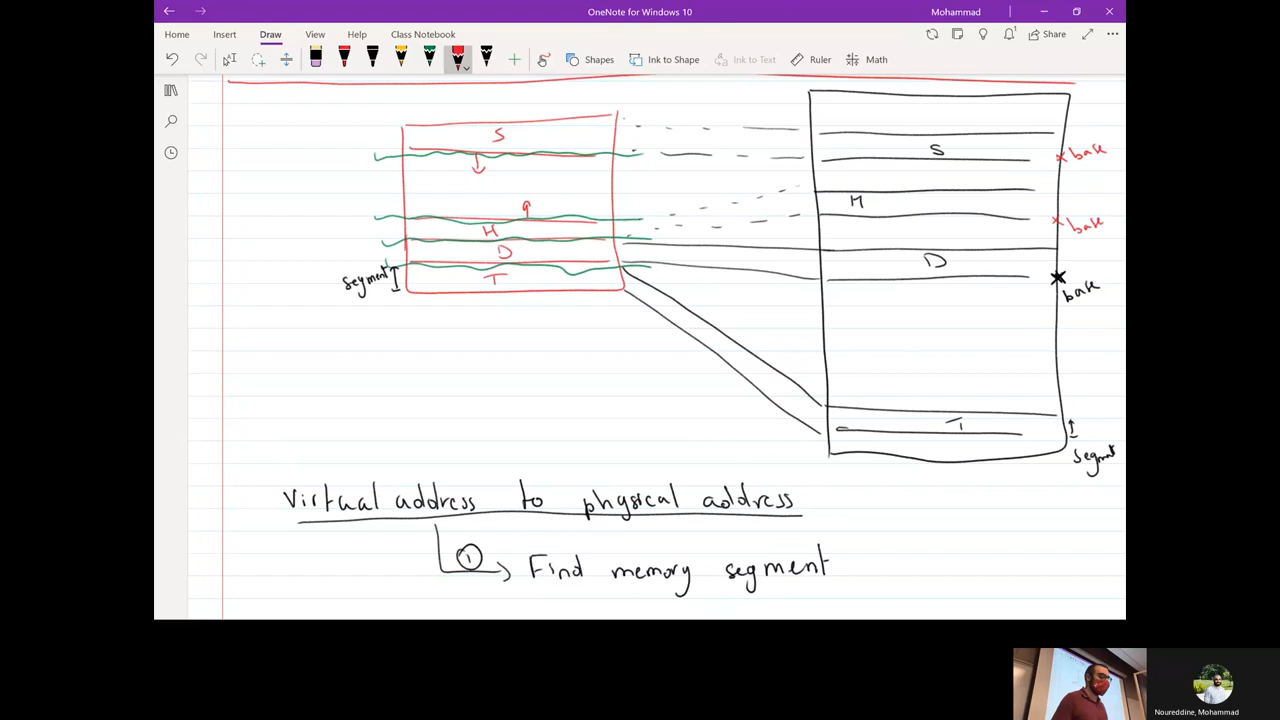 OneNote for Windows 10
Mohammad
Home Insert Draw View Help Class Notebook
Share
Shapes Ink to Shape Ink to Text Ruler Math
S
S
base
H
H
base
D
D
base
segment
T
T
segment
Virtual address to physical address
1 Find memory segment
Noureddine, Mohammad